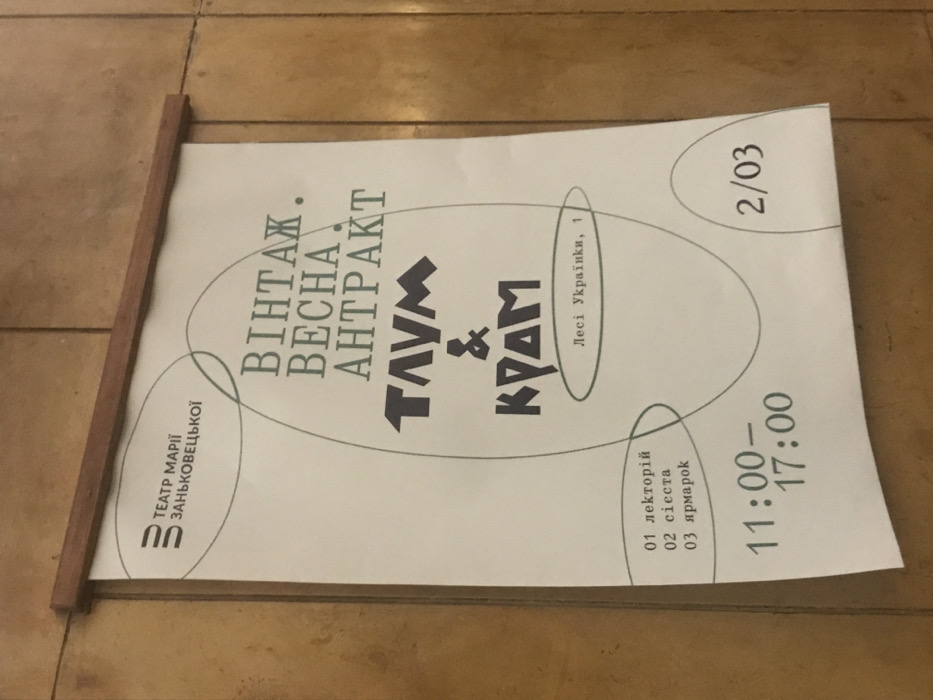 ТЕАТР МАРІЇ
ЗАНЬКОВЕЦЬКОЇ
ВІНТАЖ.
ВЕСНА.
АНТРАКТ
ТЛУМ
&
КРАМ
Лесі Українки, 1
01 лекторій
02 сієста
03 ярмарок
11:00—
17:00
2/03